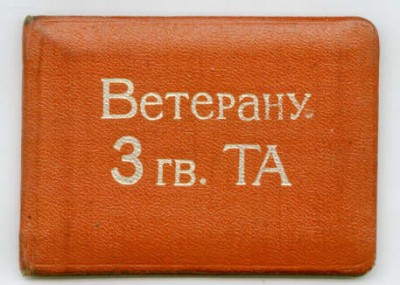 Ветерану
3 гв. ТА